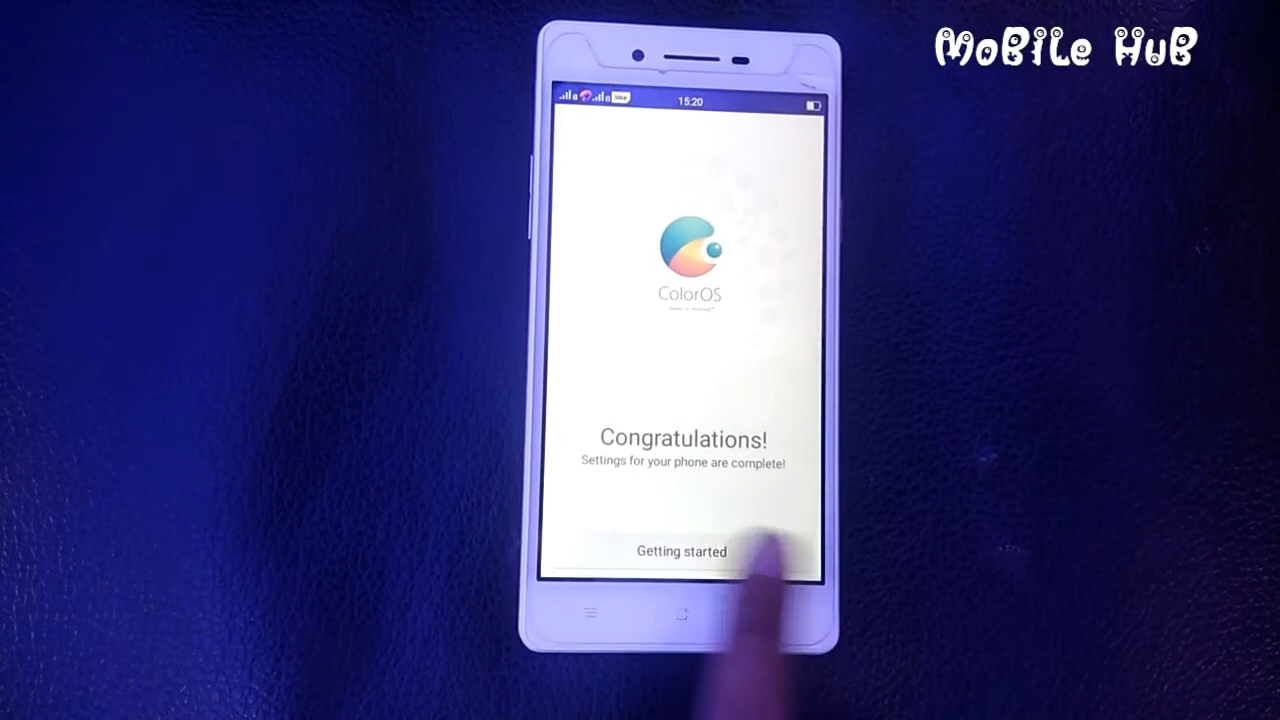 MoBiLe HuB
15:20
ColorOS
Congratulations!
Settings for your phone are complete!
Getting started